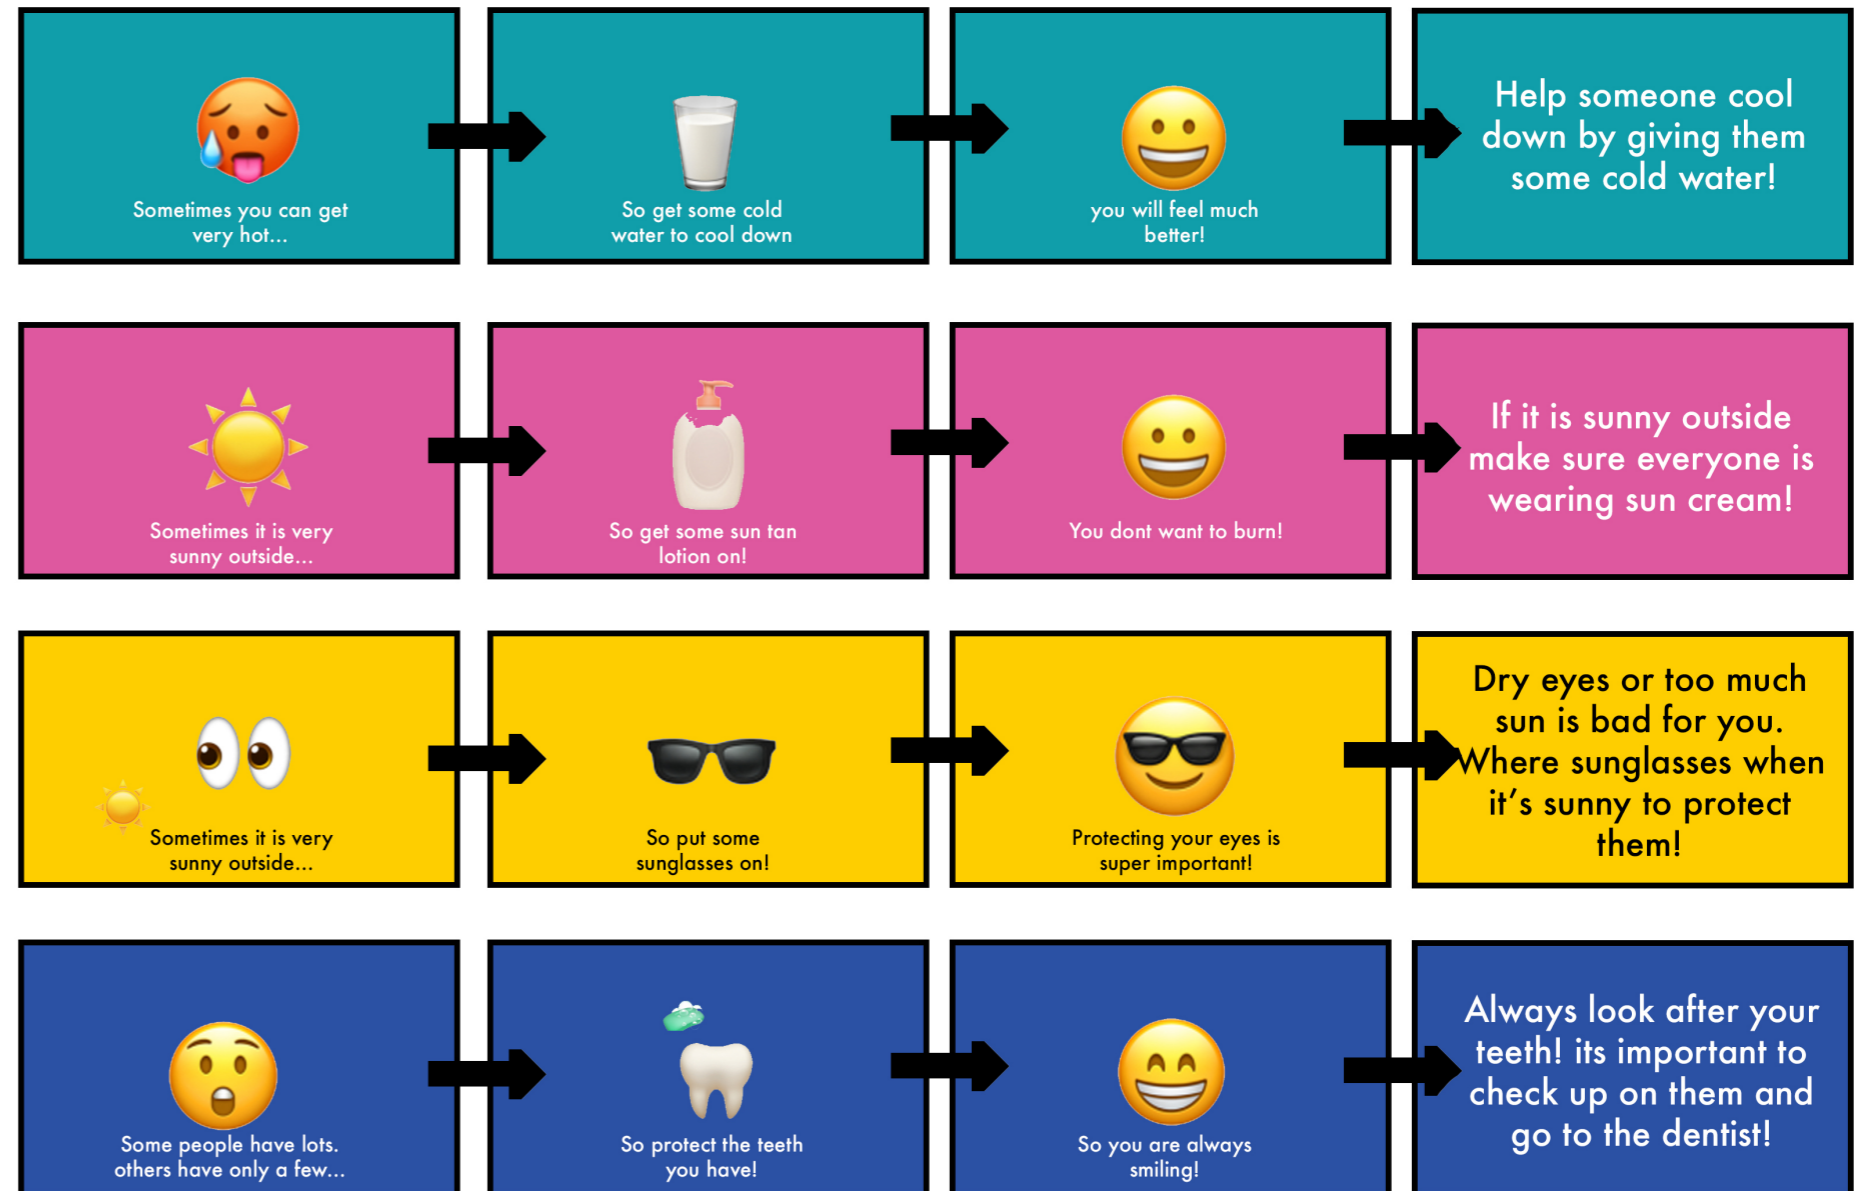 Sometimes you can get
very hot...
So get some cold
water to cool down
you will feel much
better!
Help someone cool
down by giving them
some cold water!
Sometimes it is very
sunny outside...
So get some sun tan
lotion on!
You dont want to burn!
If it is sunny outside
make sure everyone is
wearing sun cream!
Sometimes it is very
sunny outside...
So put some
sunglasses on!
Protecting your eyes is
super important!
Dry eyes or too much
sun is bad for you.
Where sunglasses when
it's sunny to protect
them!
Some people have lots.
others have only a few...
So protect the teeth
you have!
So you are always
smiling!
Always look after your
teeth! its important to
check up on them and
go to the dentist!